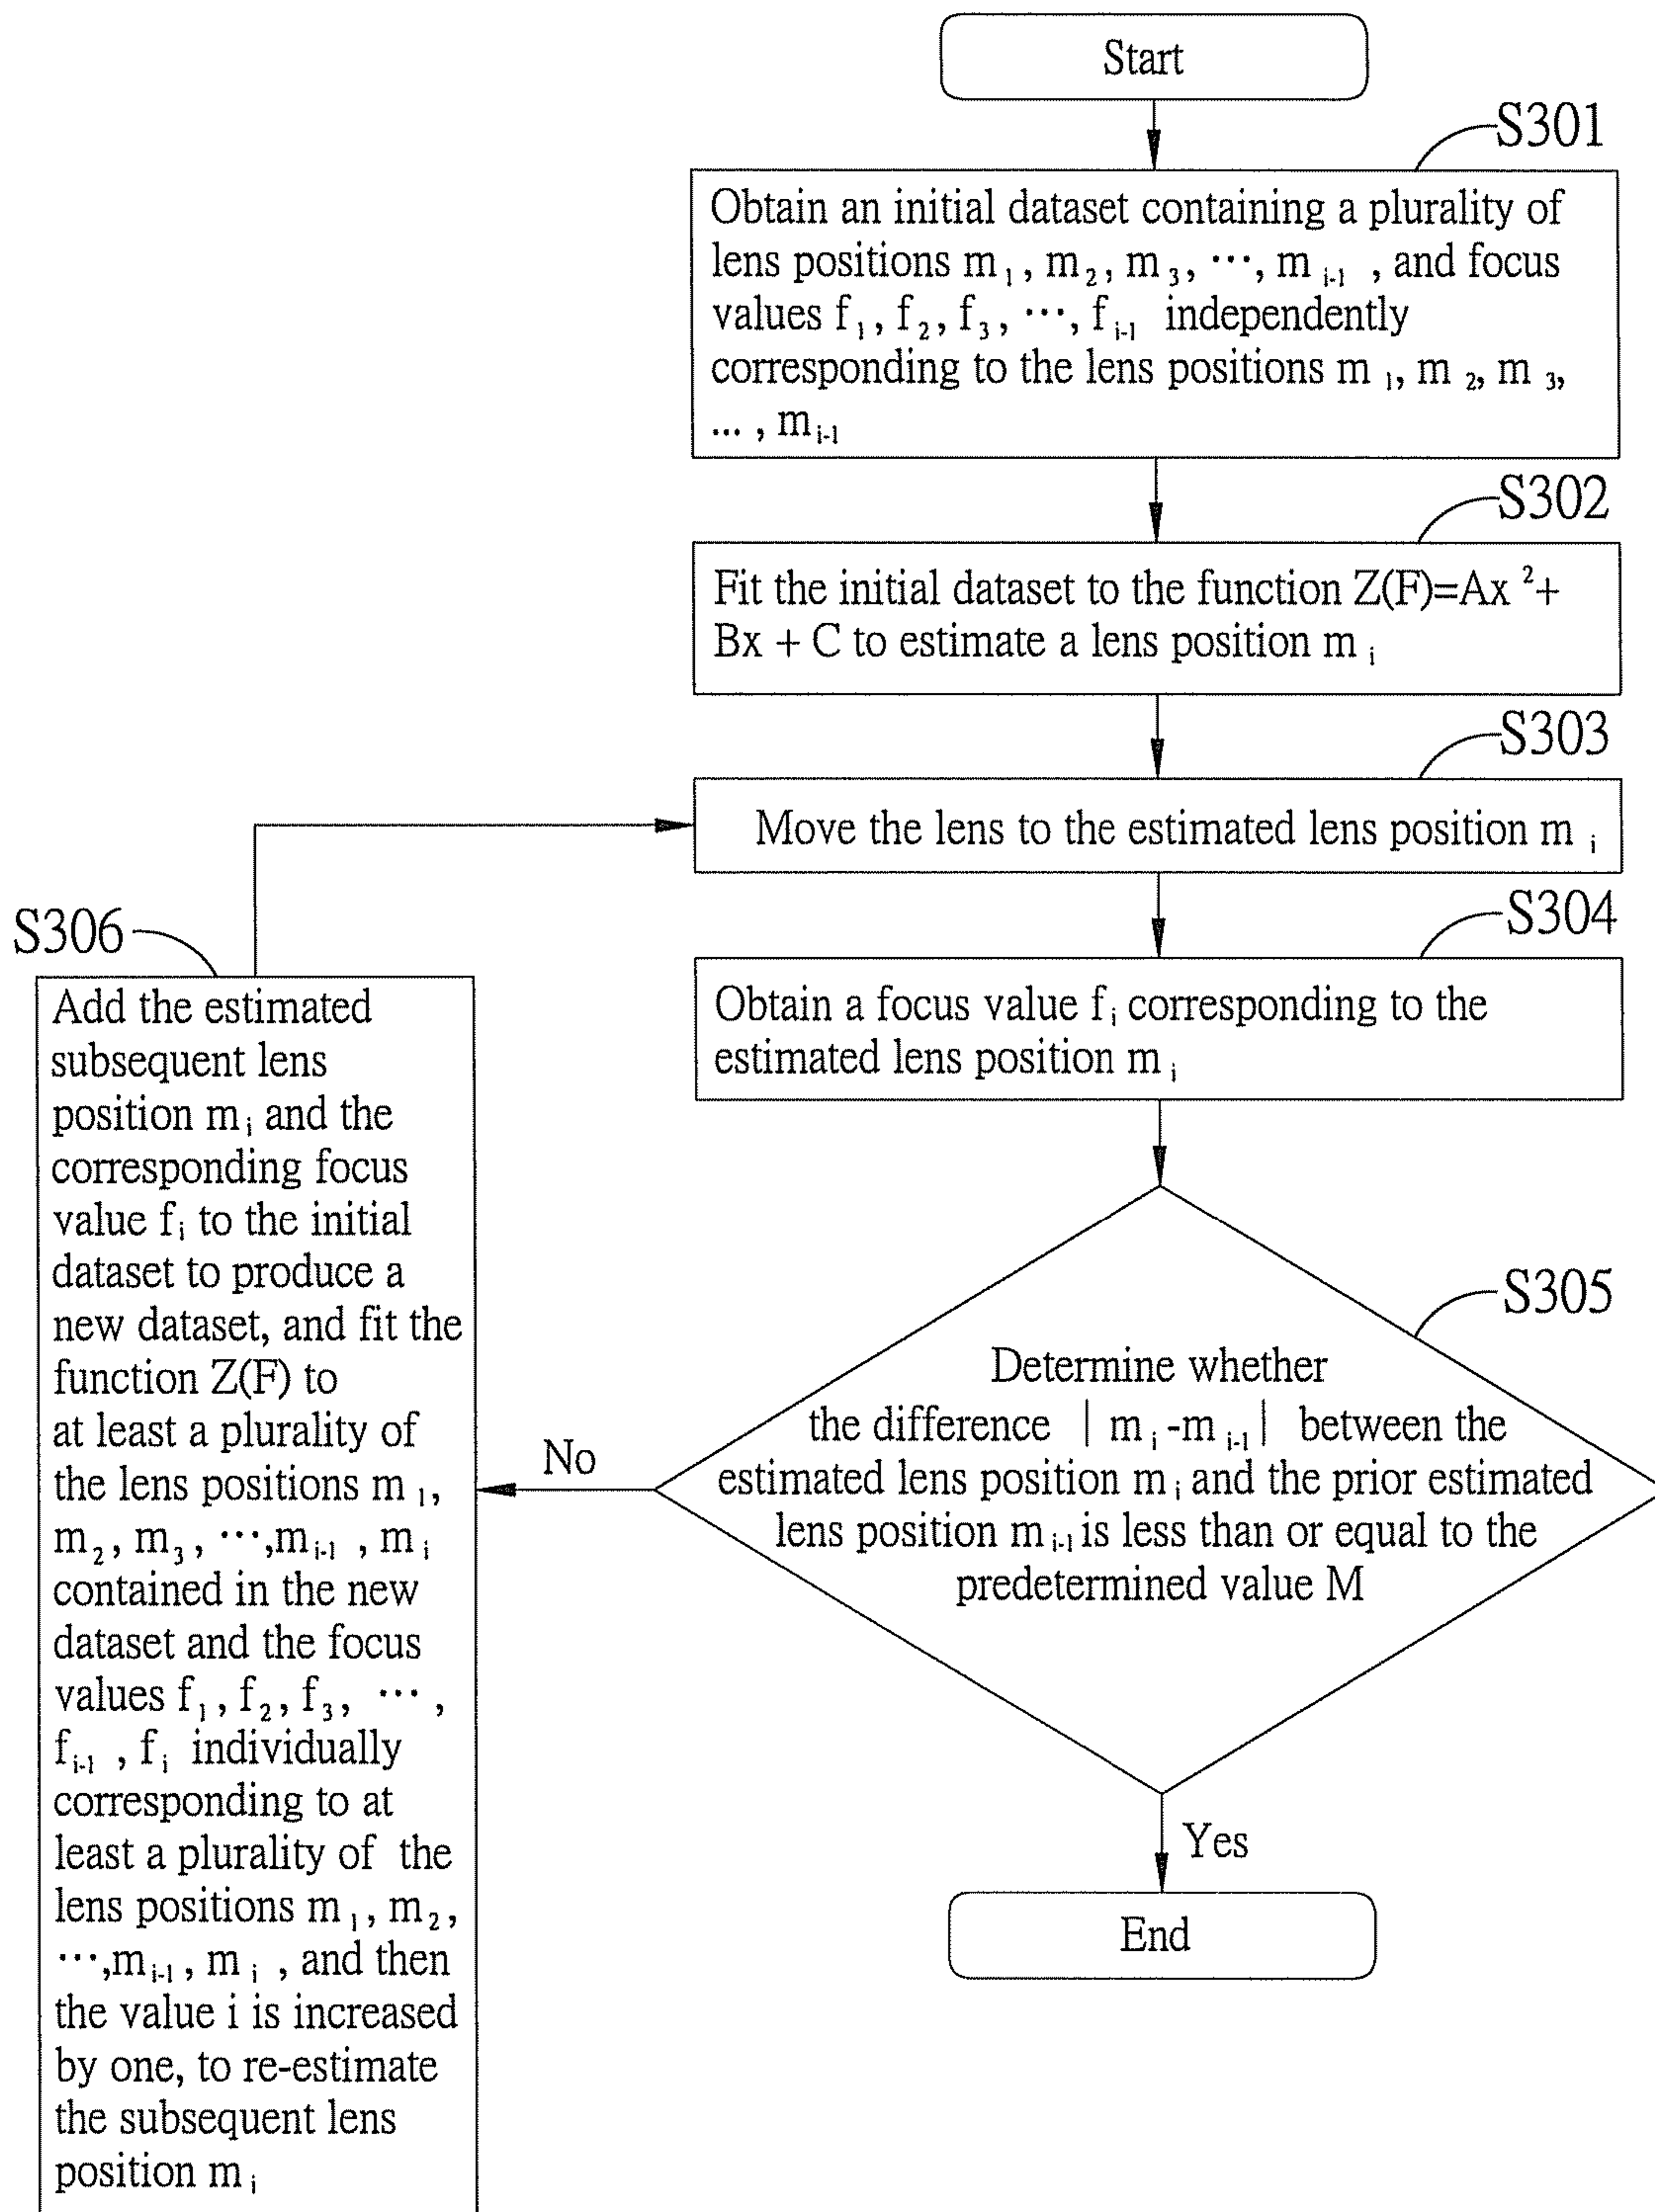 Start
S301
Obtain an initial dataset containing a plurality of
lens positions m₁, m₂, m₃, ⋯, mᵢ₋₁ , and focus
values f₁, f₂, f₃, ⋯, fᵢ₋₁ independently
corresponding to the lens positions m₁, m₂, m₃,
... , mᵢ₋₁
S302
Fit the initial dataset to the function Z(F)=Ax²+
Bx + C to estimate a lens position mᵢ
S303
Move the lens to the estimated lens position mᵢ
S304
Obtain a focus value fᵢ corresponding to the
estimated lens position mᵢ
S305
Determine whether
the difference | mᵢ-mᵢ₋₁| between the
estimated lens position mᵢ and the prior estimated
lens position mᵢ₋₁ is less than or equal to the
predetermined value M
No
Yes
End
S306
Add the estimated
subsequent lens
position mᵢ and the
corresponding focus
value fᵢ to the initial
dataset to produce a
new dataset, and fit the
function Z(F) to
at least a plurality of
the lens positions m₁,
m₂, m₃, ⋯,mᵢ₋₁ , mᵢ
contained in the new
dataset and the focus
values f₁, f₂, f₃, ⋯ ,
fᵢ₋₁ , fᵢ individually
corresponding to at
least a plurality of the
lens positions m₁, m₂,
⋯,mᵢ₋₁, mᵢ , and then
the value i is increased
by one, to re-estimate
the subsequent lens
position mᵢ